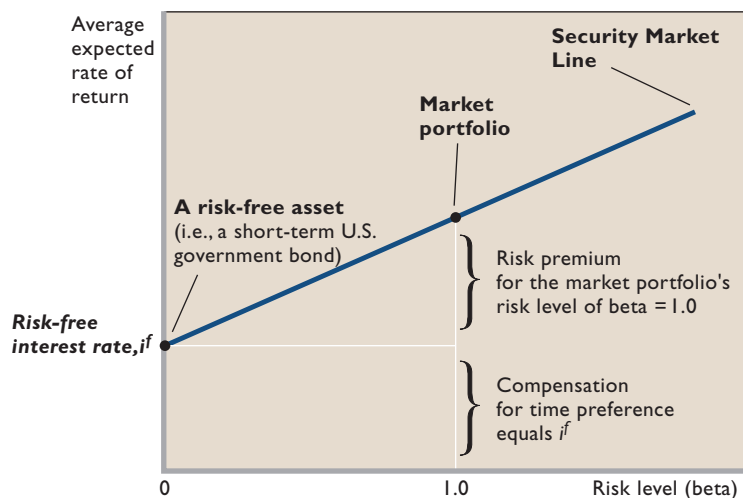 Average
expected
rate of
return
Security Market
Line
Market
portfolio
A risk-free asset
(i.e., a short-term U.S.
government bond)
Risk premium
for the market portfolio's
risk level of beta = 1.0
Risk-free
interest rate, i^f
Compensation
for time preference
equals i^f
0
1.0
Risk level (beta)